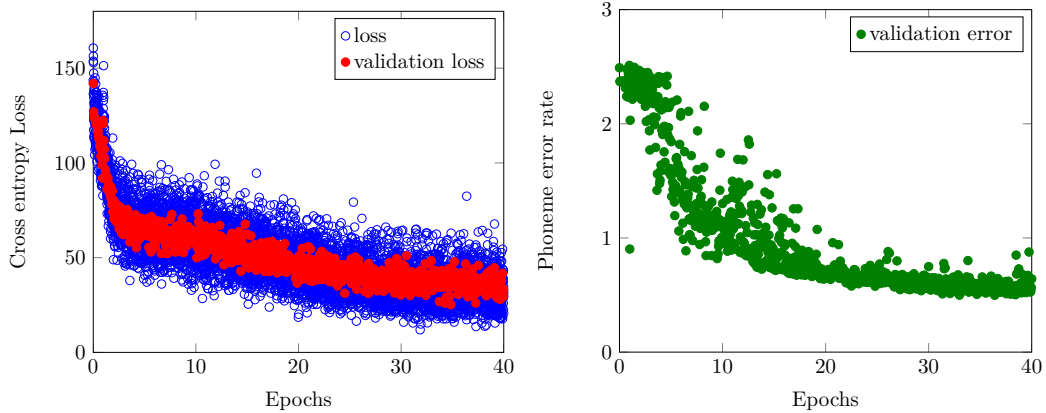 loss
validation loss
150
100
50
0
0 10 20 30 40
Epochs
Cross entropy Loss
validation error
3
2
1
0
0 10 20 30 40
Epochs
Phoneme error rate